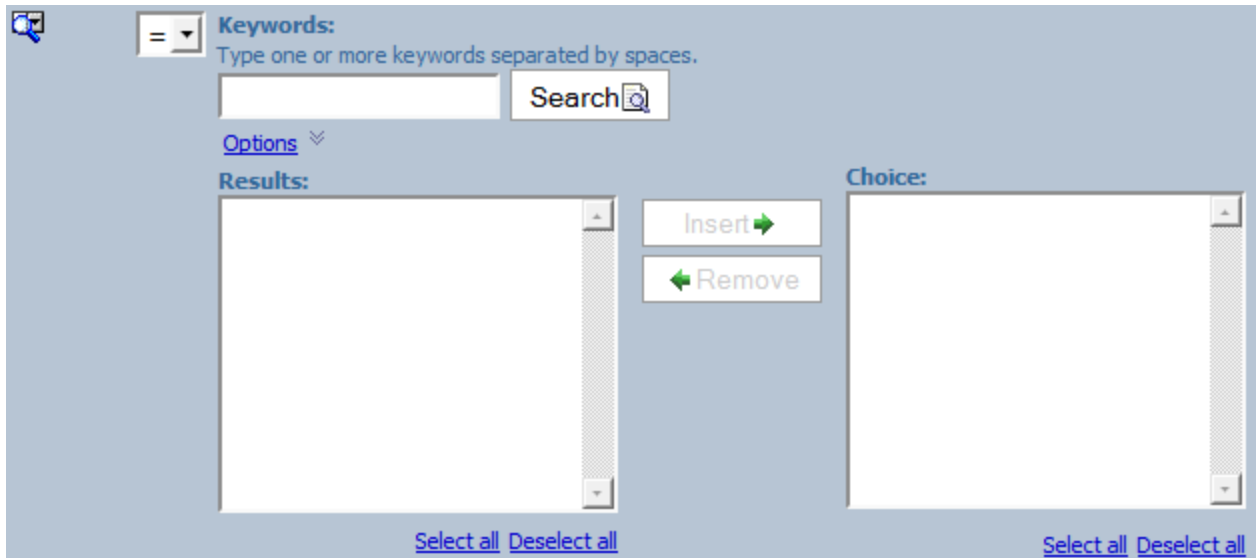 = Keywords:
Type one or more keywords separated by spaces.
Search
Options
Results:
Choice:
Insert
Remove
Select all Deselect all
Select all Deselect all